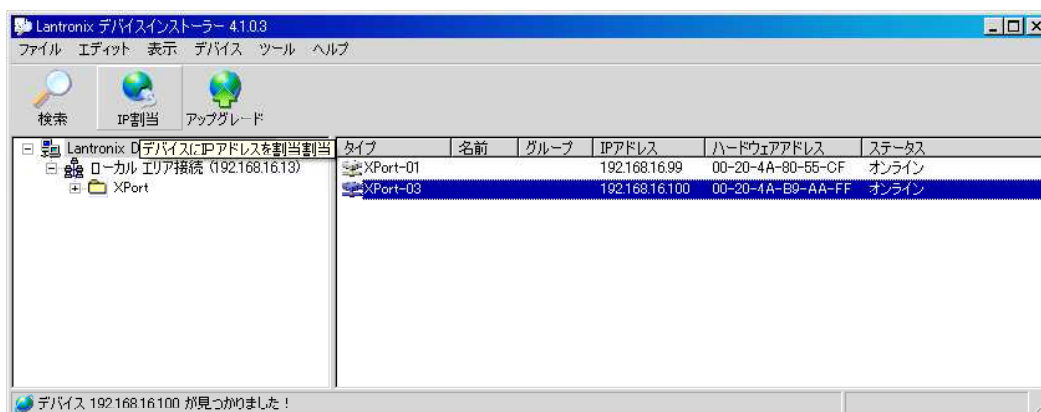 Lantronix デバイスインストーラー 4.1.0.3
ファイル エディット 表示 デバイス ツール ヘルプ
検索 IP割当 アップグレード
Lantronix D
デバイスにIPアドレスを割当割当
タイプ 名前 グループ IPアドレス ハードウェアアドレス ステータス
ローカル エリア接続 (192.168.16.13)
XPort-01 192.168.16.99 00-20-4A-80-55-CF オンライン
XPort
XPort-03 192.168.16.100 00-20-4A-B9-AA-FF オンライン
デバイス 192.168.16.100 が見つかりました！